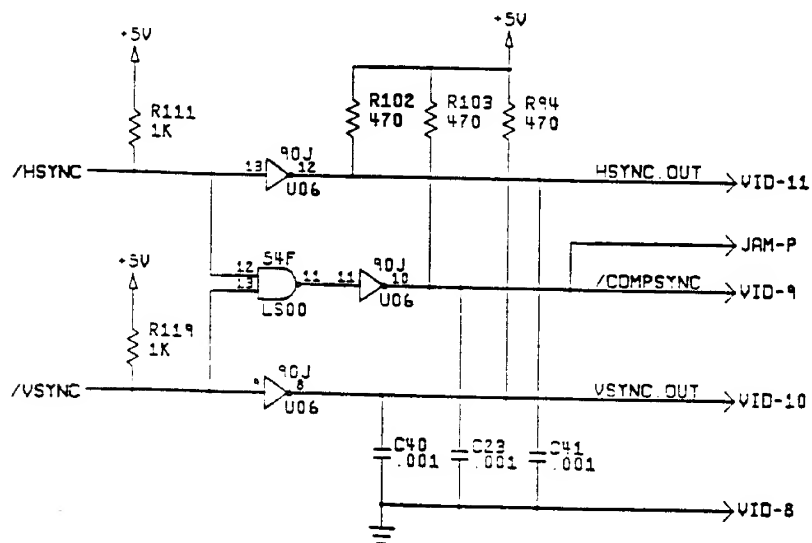 +5V
+5V
R111
1K
R102
470
R103
470
R94
470
/HSYNC
13
90J
12
U06
HSYNC.OUT
VID-11
JAM-P
+5V
12
13
54F
LS00
11
11
90J
10
U06
/COMPSYNC
VID-9
R119
1K
/VSYNC
9
90J
8
U06
VSYNC.OUT
VID-10
C40
.001
C23
.001
C41
.001
VID-8